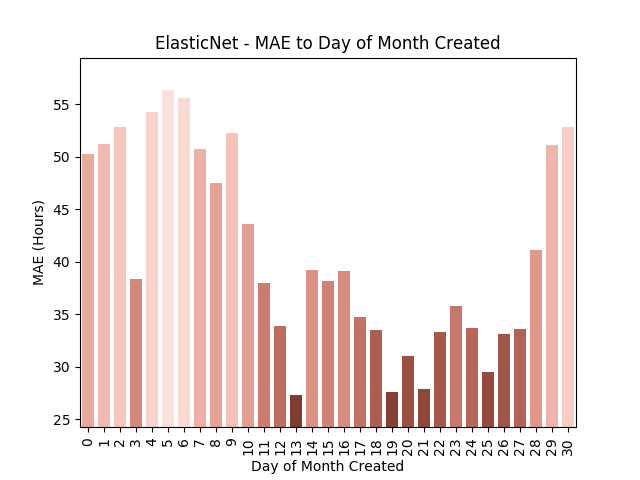 ElasticNet - MAE to Day of Month Created
MAE (Hours)
55
50
45
40
35
30
25
0 1 2 3 4 5 6 7 8 9 10 11 12 13 14 15 16 17 18 19 20 21 22 23 24 25 26 27 28 29 30
Day of Month Created